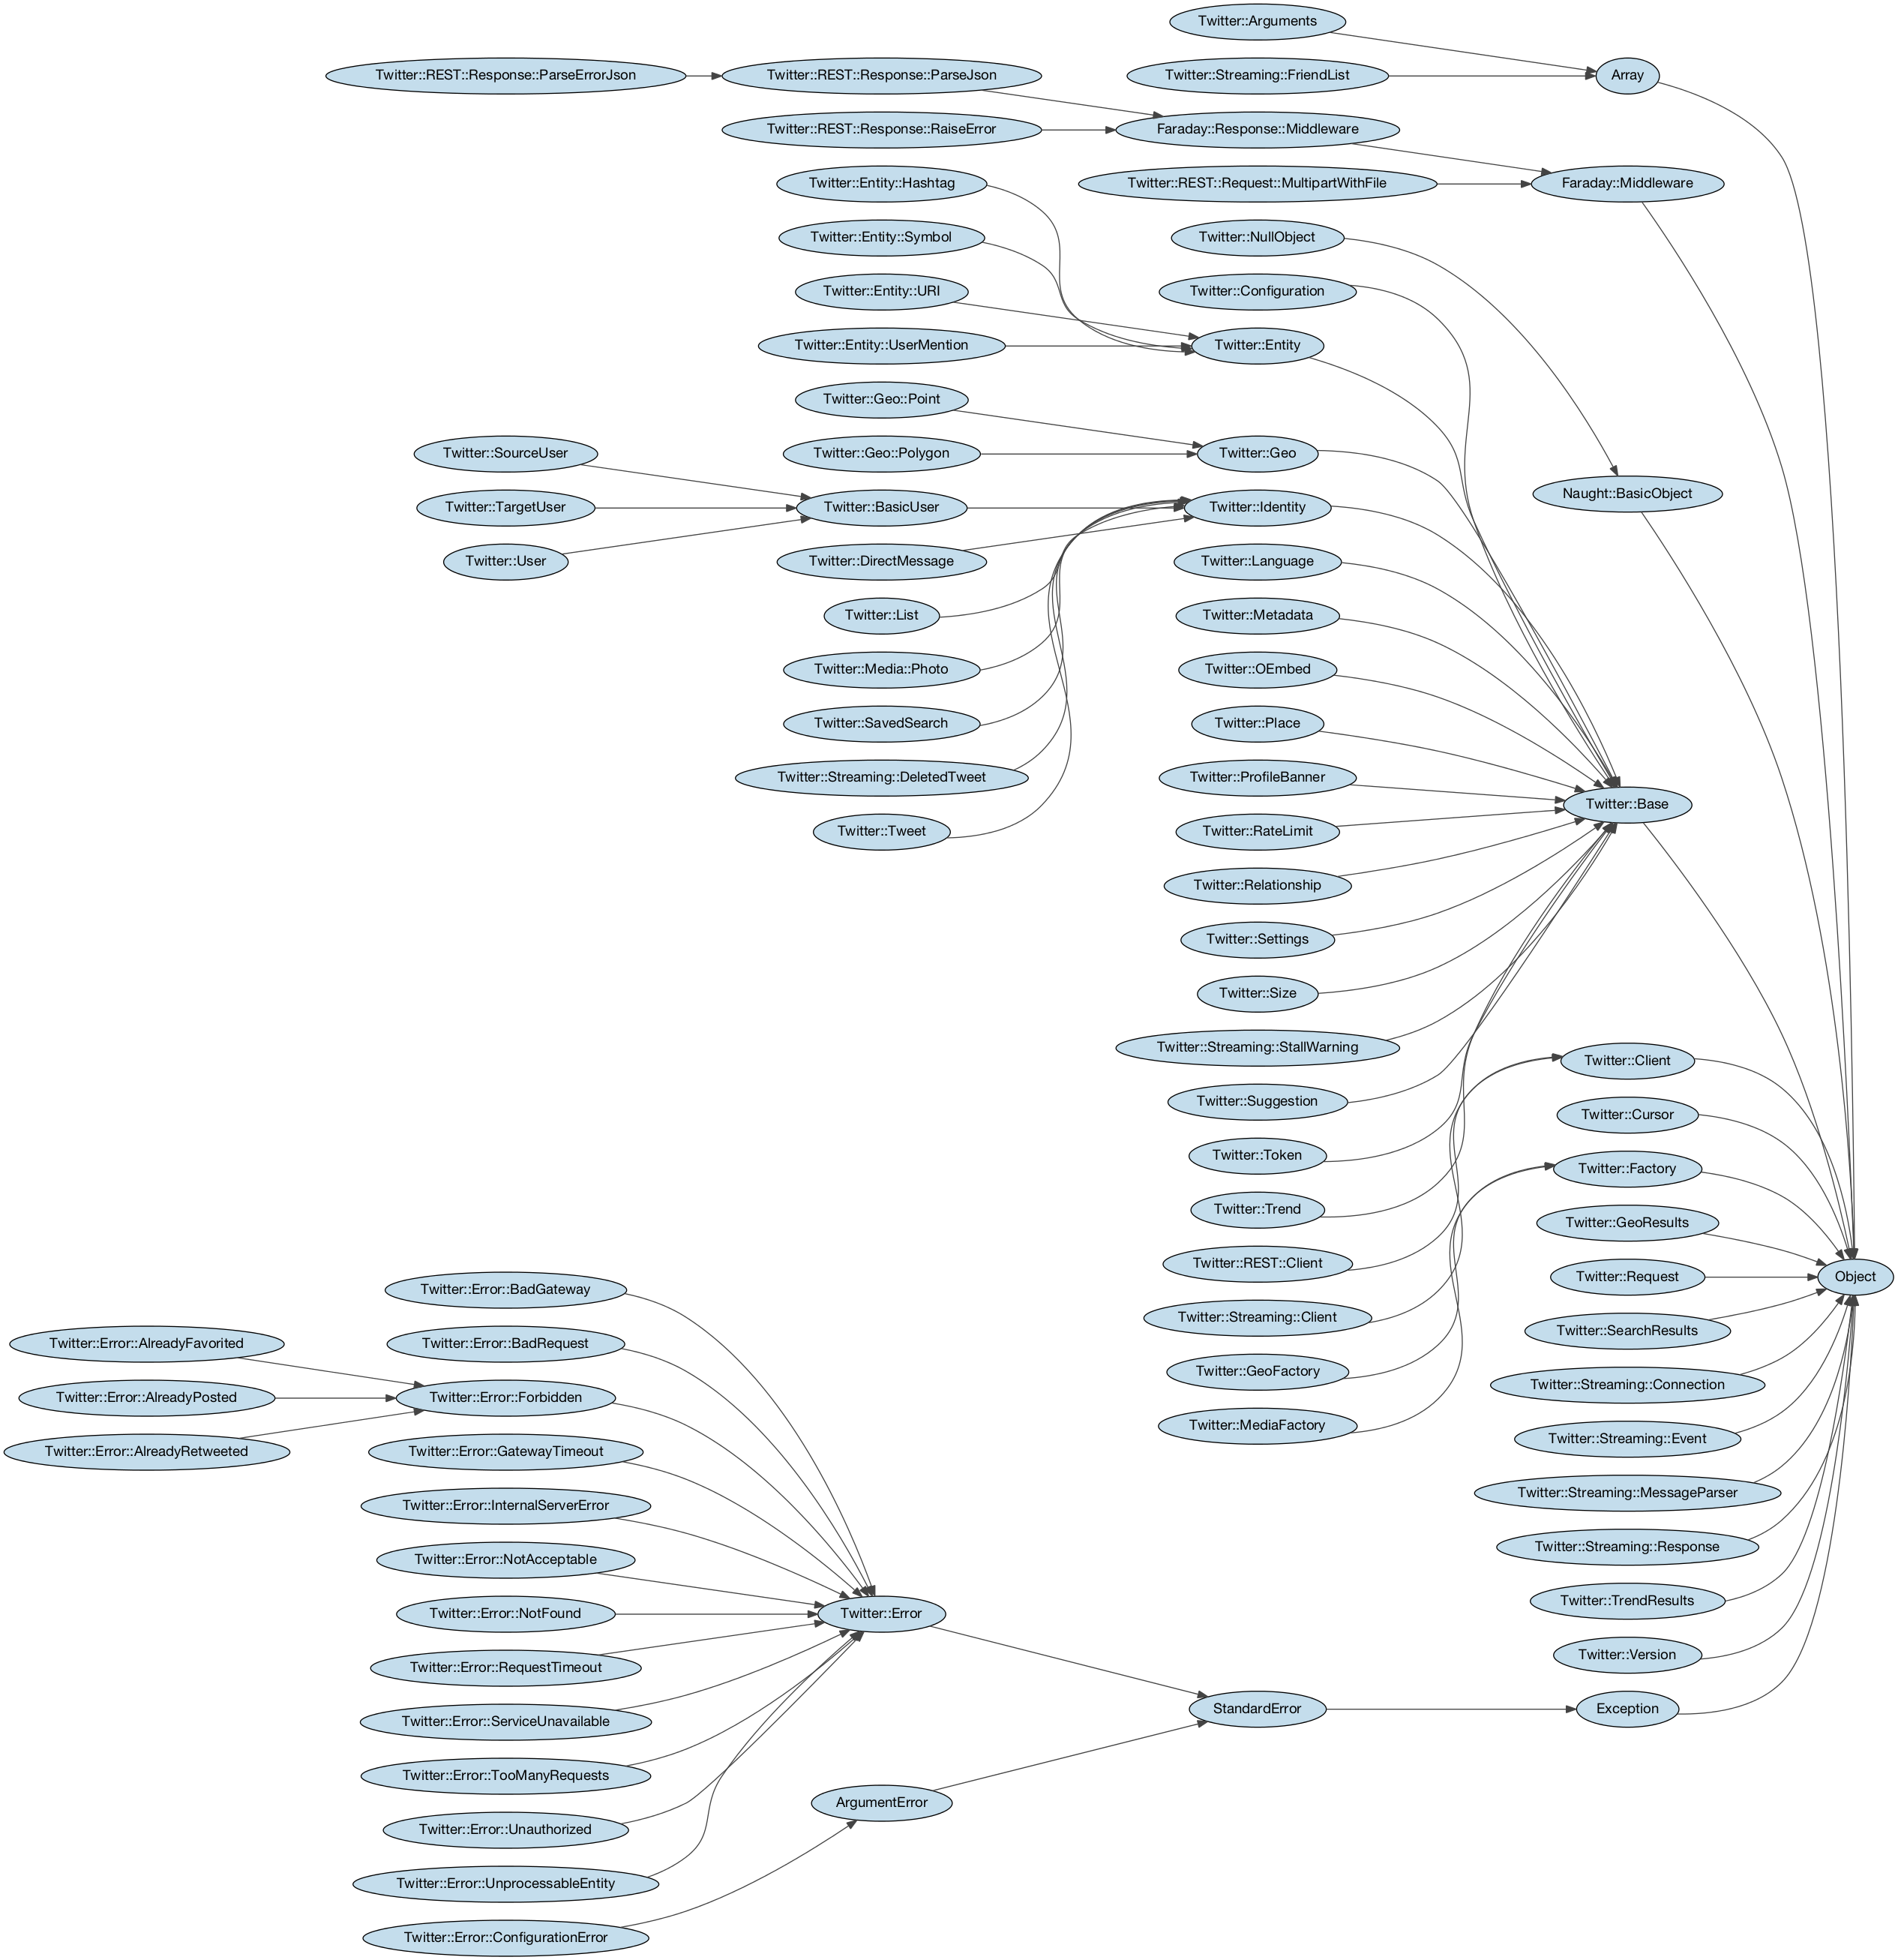 Twitter::Arguments
Twitter::REST::Response::ParseErrorJson
Twitter::REST::Response::ParseJson
Twitter::Streaming::FriendList
Array
Twitter::REST::Response::RaiseError
Faraday::Response::Middleware
Twitter::Entity::Hashtag
Twitter::REST::Request::MultipartWithFile
Faraday::Middleware
Twitter::Entity::Symbol
Twitter::NullObject
Twitter::Entity::URI
Twitter::Configuration
Twitter::Entity::UserMention
Twitter::Entity
Twitter::Geo::Point
Twitter::SourceUser
Twitter::Geo::Polygon
Twitter::Geo
Naught::BasicObject
Twitter::TargetUser
Twitter::BasicUser
Twitter::Identity
Twitter::User
Twitter::DirectMessage
Twitter::Language
Twitter::List
Twitter::Metadata
Twitter::Media::Photo
Twitter::OEmbed
Twitter::SavedSearch
Twitter::Place
Twitter::Streaming::DeletedTweet
Twitter::ProfileBanner
Twitter::Base
Twitter::Tweet
Twitter::RateLimit
Twitter::Relationship
Twitter::Settings
Twitter::Size
Twitter::Streaming::StallWarning
Twitter::Client
Twitter::Suggestion
Twitter::Cursor
Twitter::Token
Twitter::Factory
Twitter::Trend
Twitter::GeoResults
Twitter::REST::Client
Twitter::Request
Object
Twitter::Error::BadGateway
Twitter::Streaming::Client
Twitter::SearchResults
Twitter::Error::AlreadyFavorited
Twitter::Error::BadRequest
Twitter::GeoFactory
Twitter::Streaming::Connection
Twitter::Error::AlreadyPosted
Twitter::Error::Forbidden
Twitter::MediaFactory
Twitter::Streaming::Event
Twitter::Error::AlreadyRetweeted
Twitter::Error::GatewayTimeout
Twitter::Streaming::MessageParser
Twitter::Error::InternalServerError
Twitter::Streaming::Response
Twitter::Error::NotAcceptable
Twitter::TrendResults
Twitter::Error::NotFound
Twitter::Error
Twitter::Version
Twitter::Error::RequestTimeout
Twitter::Error::ServiceUnavailable
StandardError
Exception
Twitter::Error::TooManyRequests
ArgumentError
Twitter::Error::Unauthorized
Twitter::Error::UnprocessableEntity
Twitter::Error::ConfigurationError